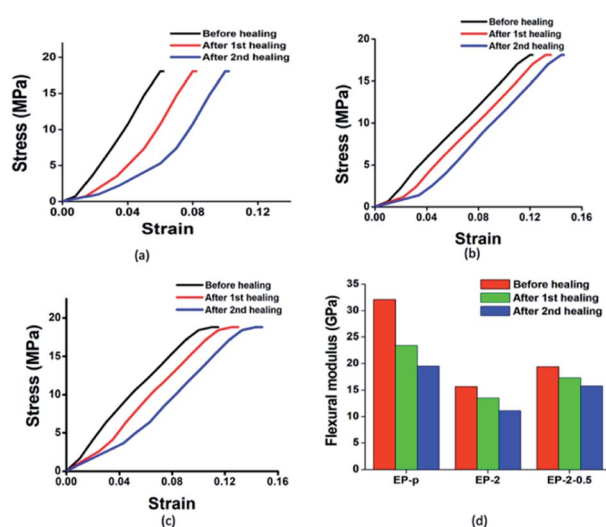 Before healing
After 1st healing
After 2nd healing
Stress (MPa)
20
15
10
5
0
0.00 0.04 0.08 0.12
Strain
(a)
Before healing
After 1st healing
After 2nd healing
Stress (MPa)
20
15
10
5
0
0.00 0.04 0.08 0.12 0.16
Strain
(b)
Before healing
After 1st healing
After 2nd healing
Stress (MPa)
20
15
10
5
0
0.00 0.04 0.08 0.12 0.16
Strain
(c)
Before healing
After 1st healing
After 2nd healing
Flexural modulus (GPa)
35
30
25
20
15
10
5
0
EP-p EP-2 EP-2-0.5
(d)